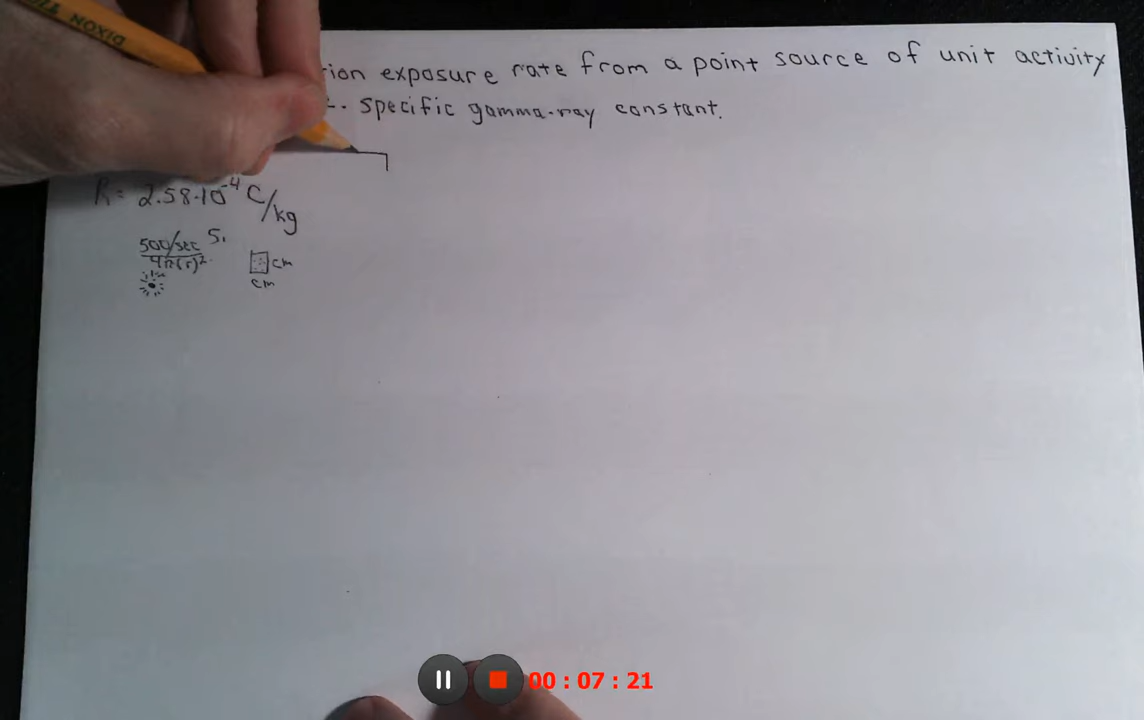 DIXON
exposure rate from a point source of unit activity
specific gamma-ray constant.
R = 2.58·10⁻⁴ C/kg
500/sec
4π(r)²
cm
cm
00 : 07 : 21